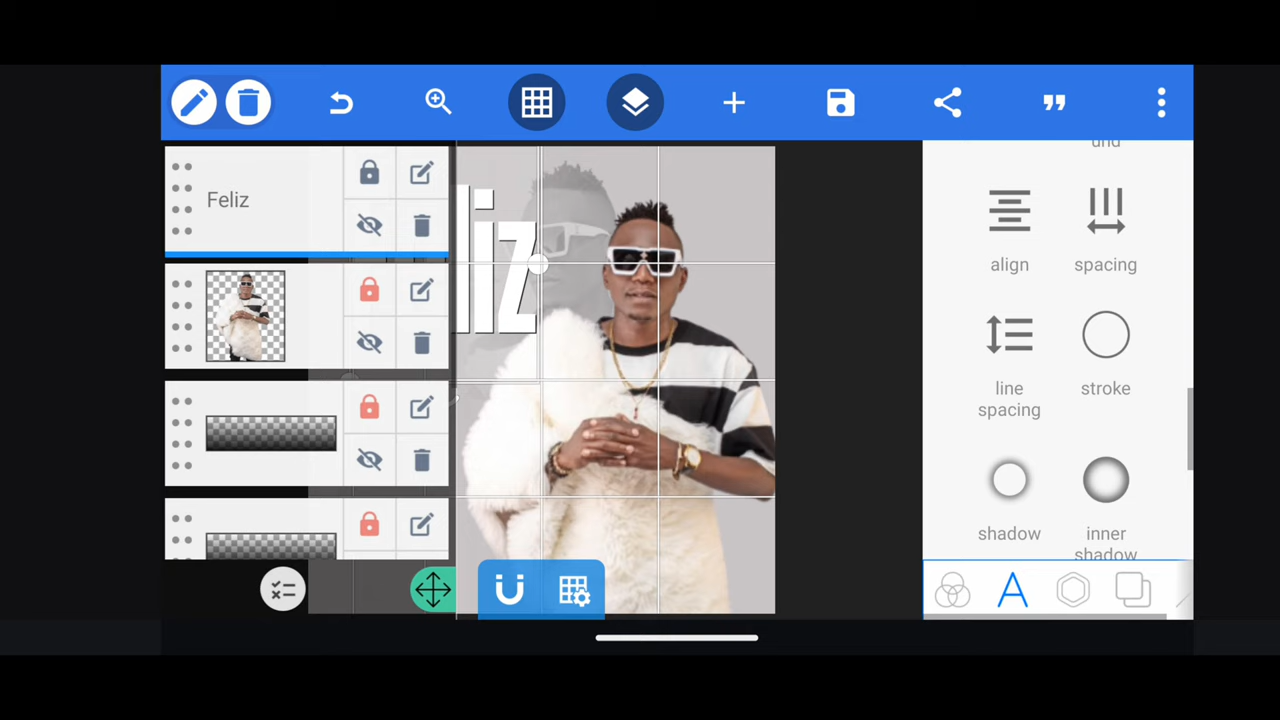 und
Feliz
liz
align
spacing
line
spacing
stroke
shadow
inner
shadow